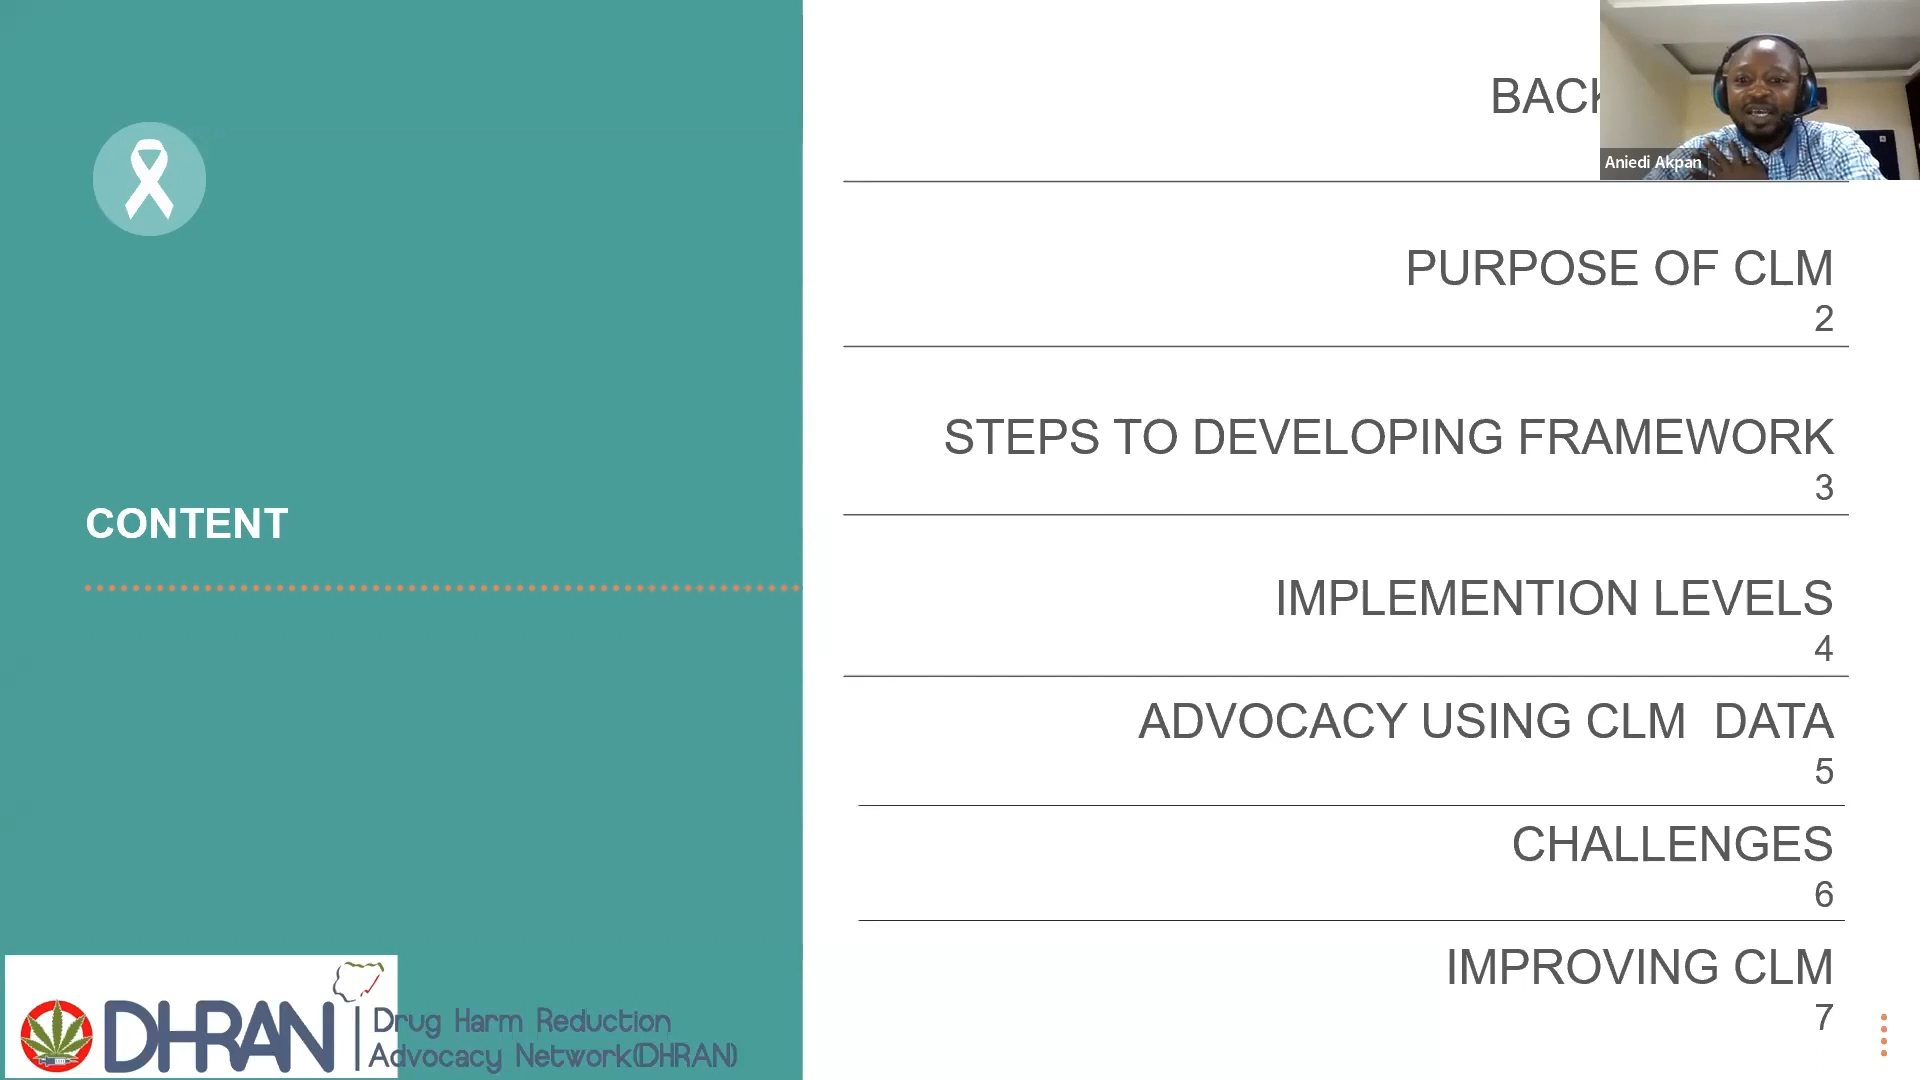 Aniedi Akpan
PURPOSE OF CLM
2
STEPS TO DEVELOPING FRAMEWORK
3
CONTENT
IMPLEMENTION LEVELS
4
ADVOCACY USING CLM DATA
5
CHALLENGES
6
IMPROVING CLM
7
DHRAN
Drug Harm Reduction
Advocacy Network(DHRAN)